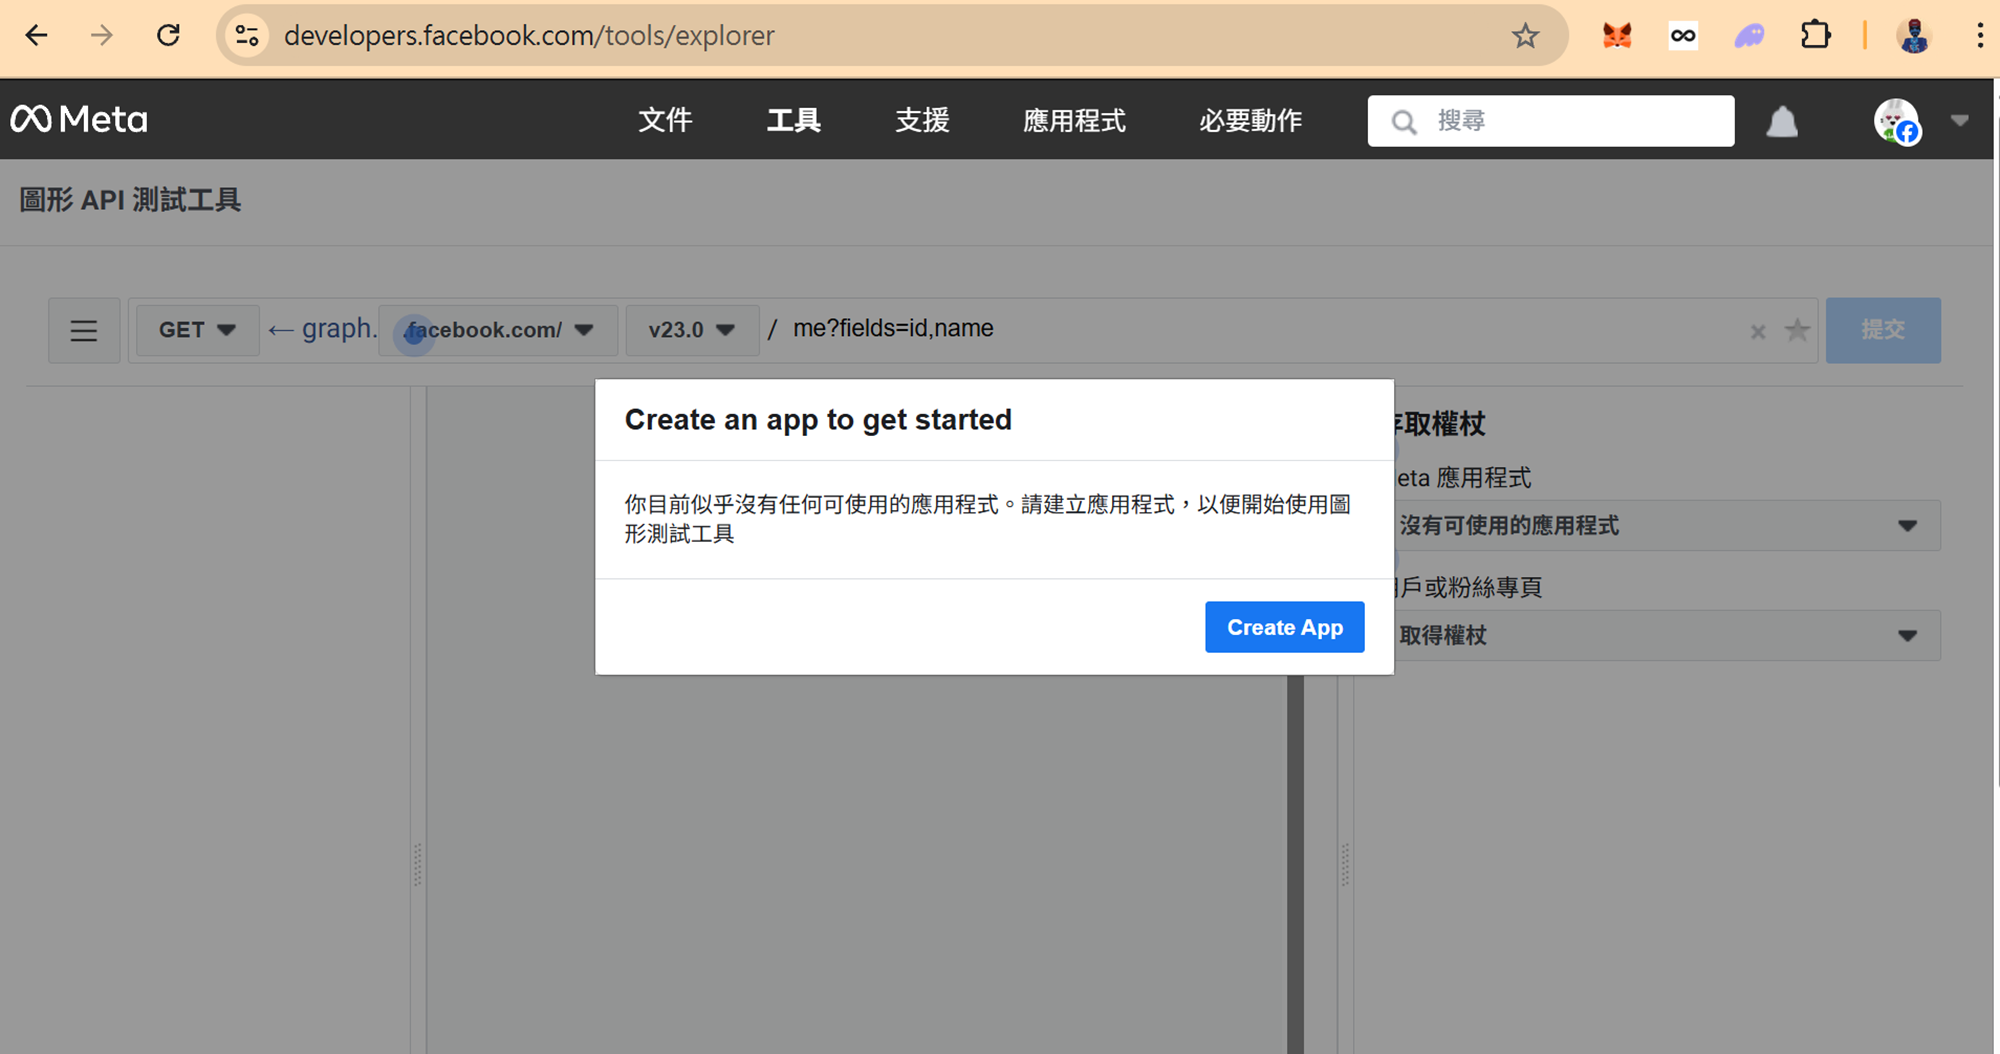 developers.facebook.com/tools/explorer
Meta
文件
工具
支援
應用程式
必要動作
搜尋
圖形 API 測試工具
GET
← graph.
.facebook.com/
v23.0
/
me?fields=id,name
提交
Create an app to get started
你目前似乎沒有任何可使用的應用程式。請建立應用程式，以便開始使用圖
形測試工具
Create App
取權杖
eta 應用程式
沒有可使用的應用程式
戶或粉絲專頁
取得權杖